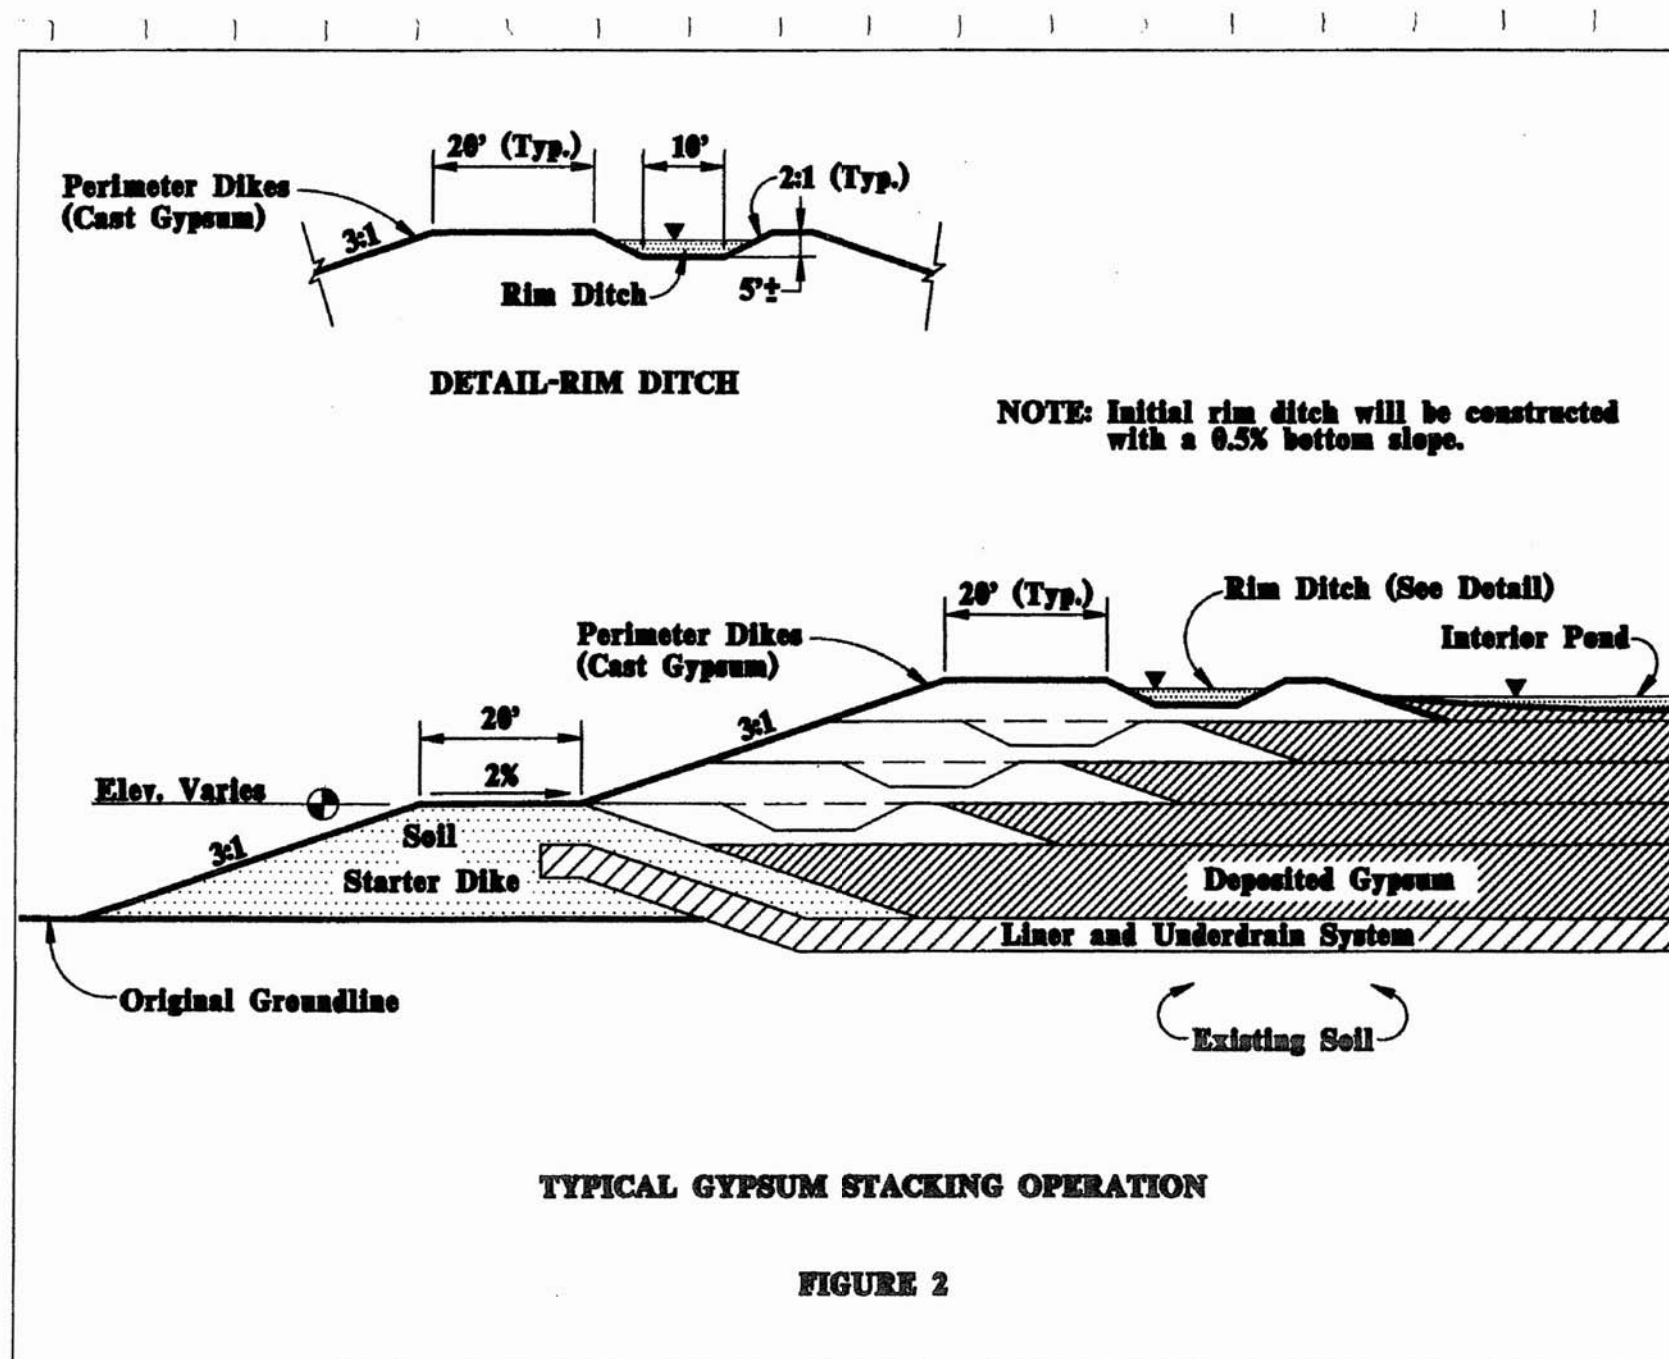 20' (Typ.)
10'
Perimeter Dikes
(Cast Gypsum)
2:1 (Typ.)
3:1
Rim Ditch
5'±
DETAIL-RIM DITCH
NOTE: Initial rim ditch will be constructed
with a 0.5% bottom slope.
20' (Typ.)
Rim Ditch (See Detail)
Perimeter Dikes
(Cast Gypsum)
Interior Pond
20'
3:1
2%
Elev. Varies
Soil
3:1
Starter Dike
Deposited Gypsum
Liner and Underdrain System
Original Groundline
Existing Soil
TYPICAL GYPSUM STACKING OPERATION
FIGURE 2